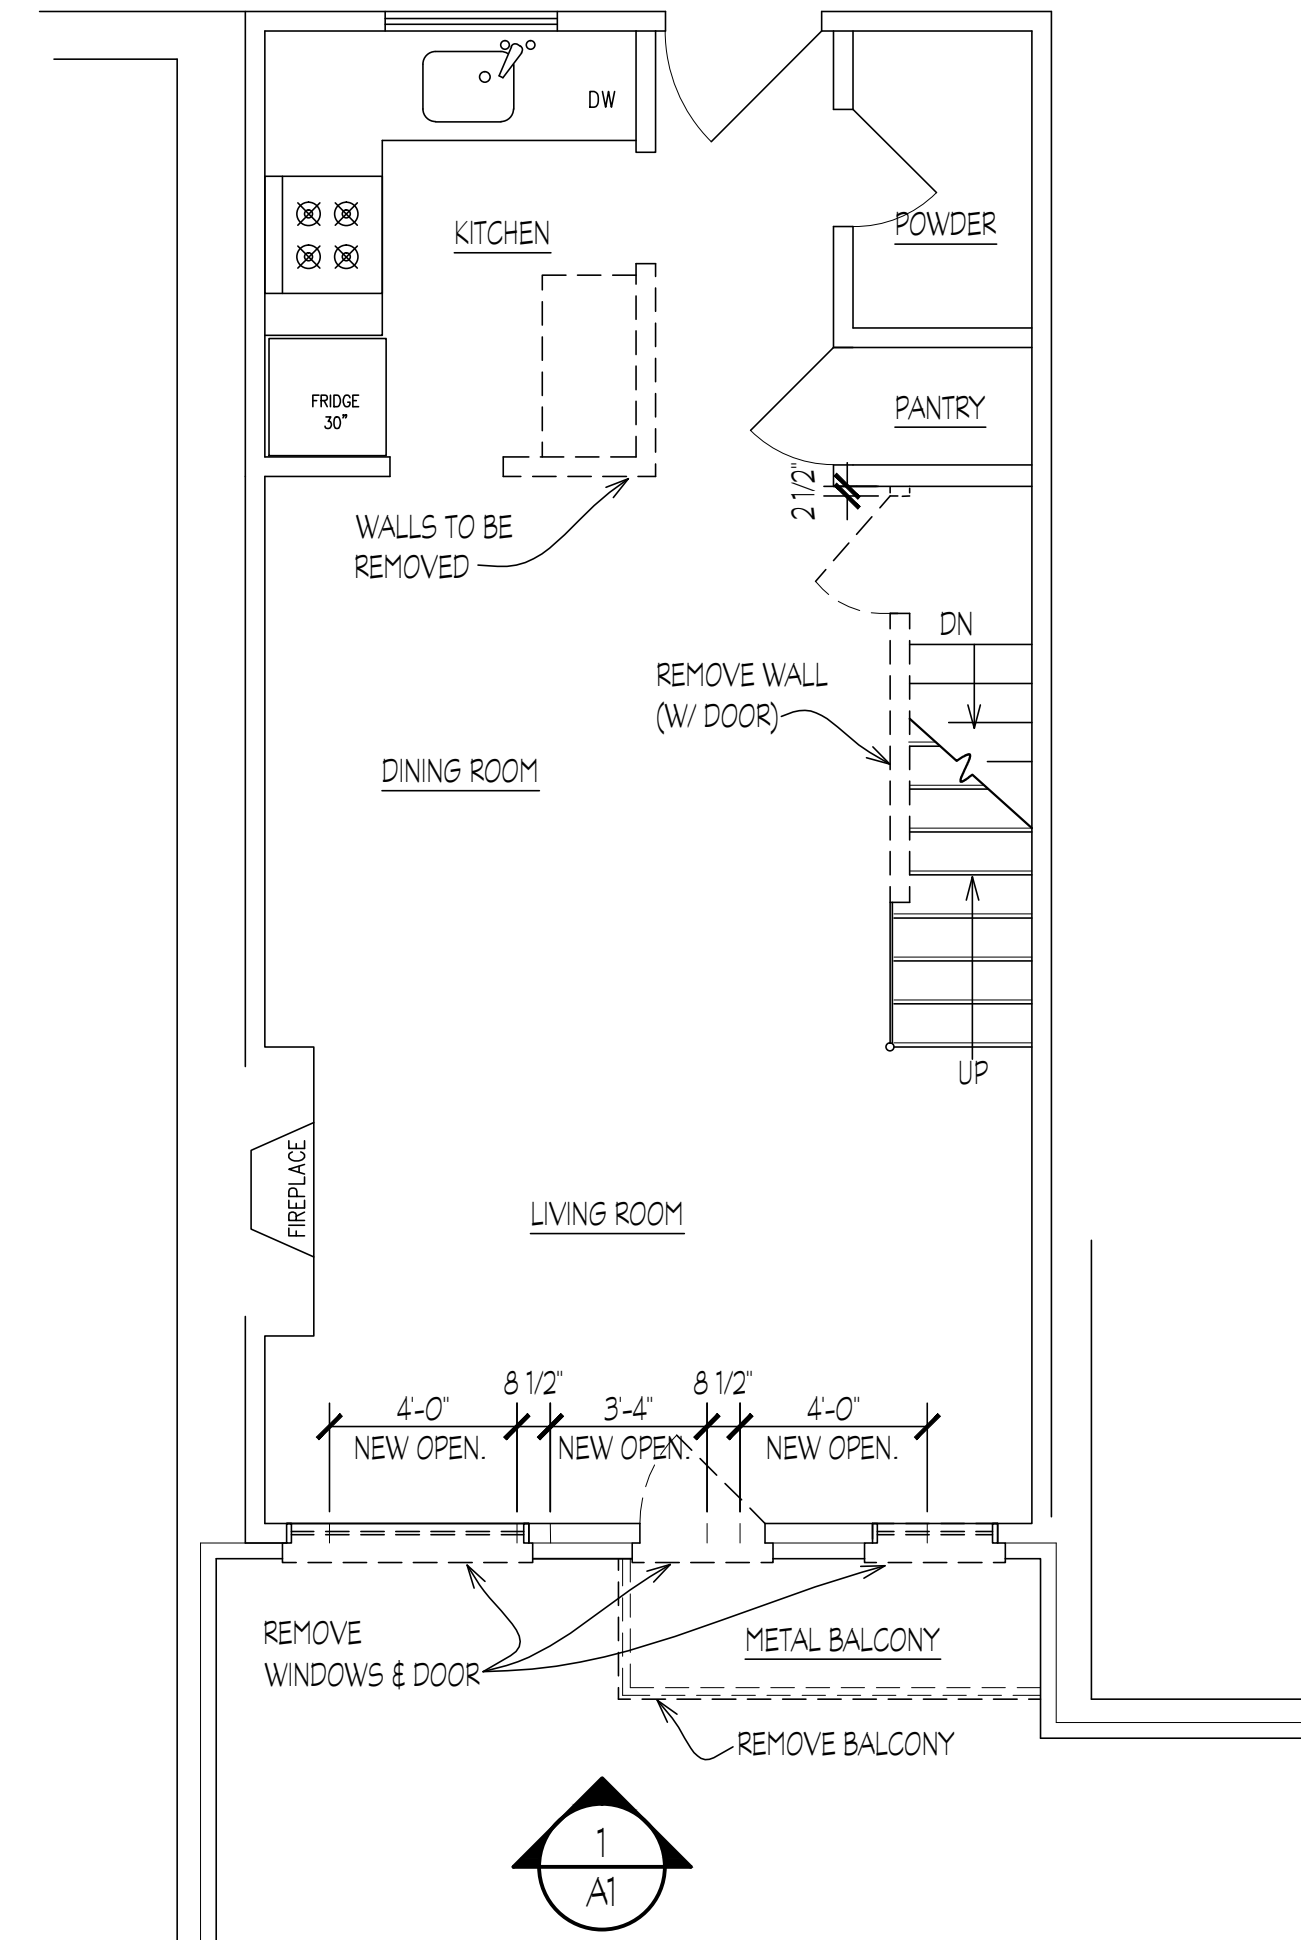 DW
KITCHEN
POWDER
FRIDGE
30"
PANTRY
2 1/2"
WALLS TO BE
REMOVED
DN
REMOVE WALL
(W/ DOOR)
DINING ROOM
UP
FIREPLACE
LIVING ROOM
8 1/2" 8 1/2"
4'-0" 3'-4" 4'-0"
NEW OPEN. NEW OPEN. NEW OPEN.
REMOVE
WINDOWS & DOOR
METAL BALCONY
REMOVE BALCONY
1
A1